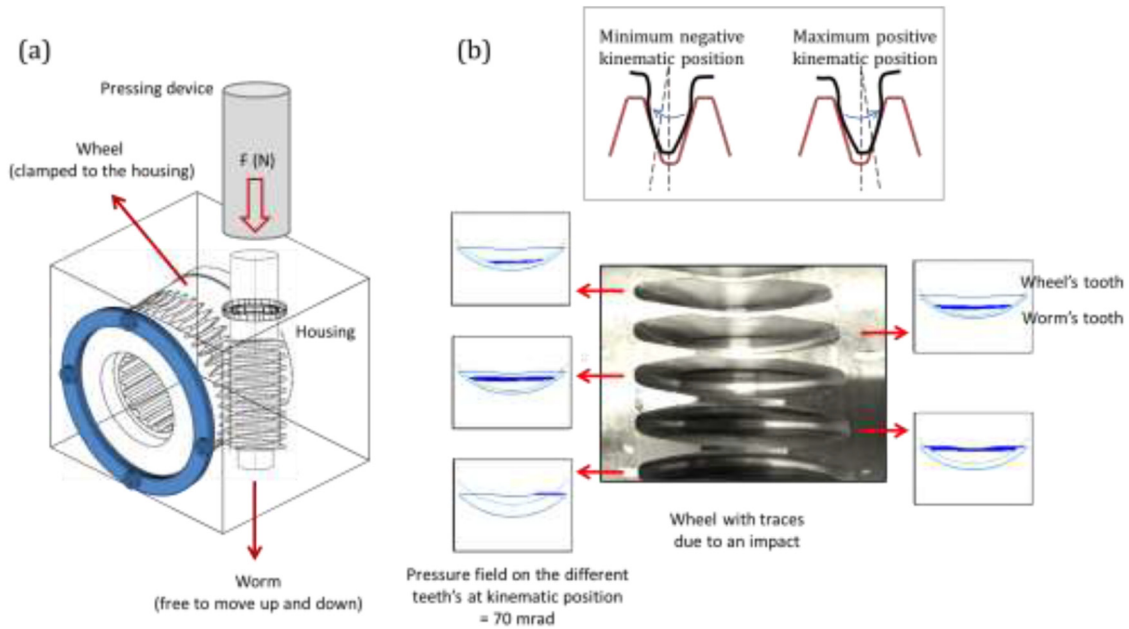 (a)
Pressing device
Wheel
(clamped to the housing)
F (N)
Housing
Worm
(free to move up and down)
(b)
Minimum negative
kinematic position
Maximum positive
kinematic position
Wheel's tooth
Worm's tooth
Wheel with traces
due to an impact
Pressure field on the different
teeth's at kinematic position
= 70 mrad